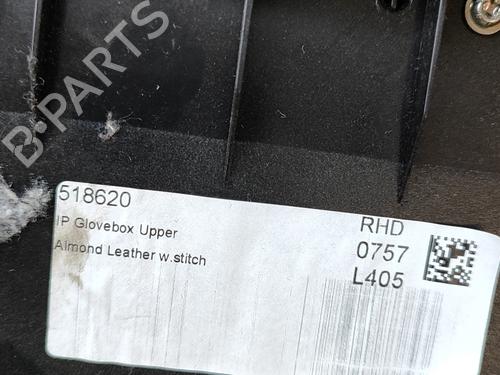 B-PARTS
518620
IP Glovebox Upper
Almond Leather w.stitch
RHD
0757
L405